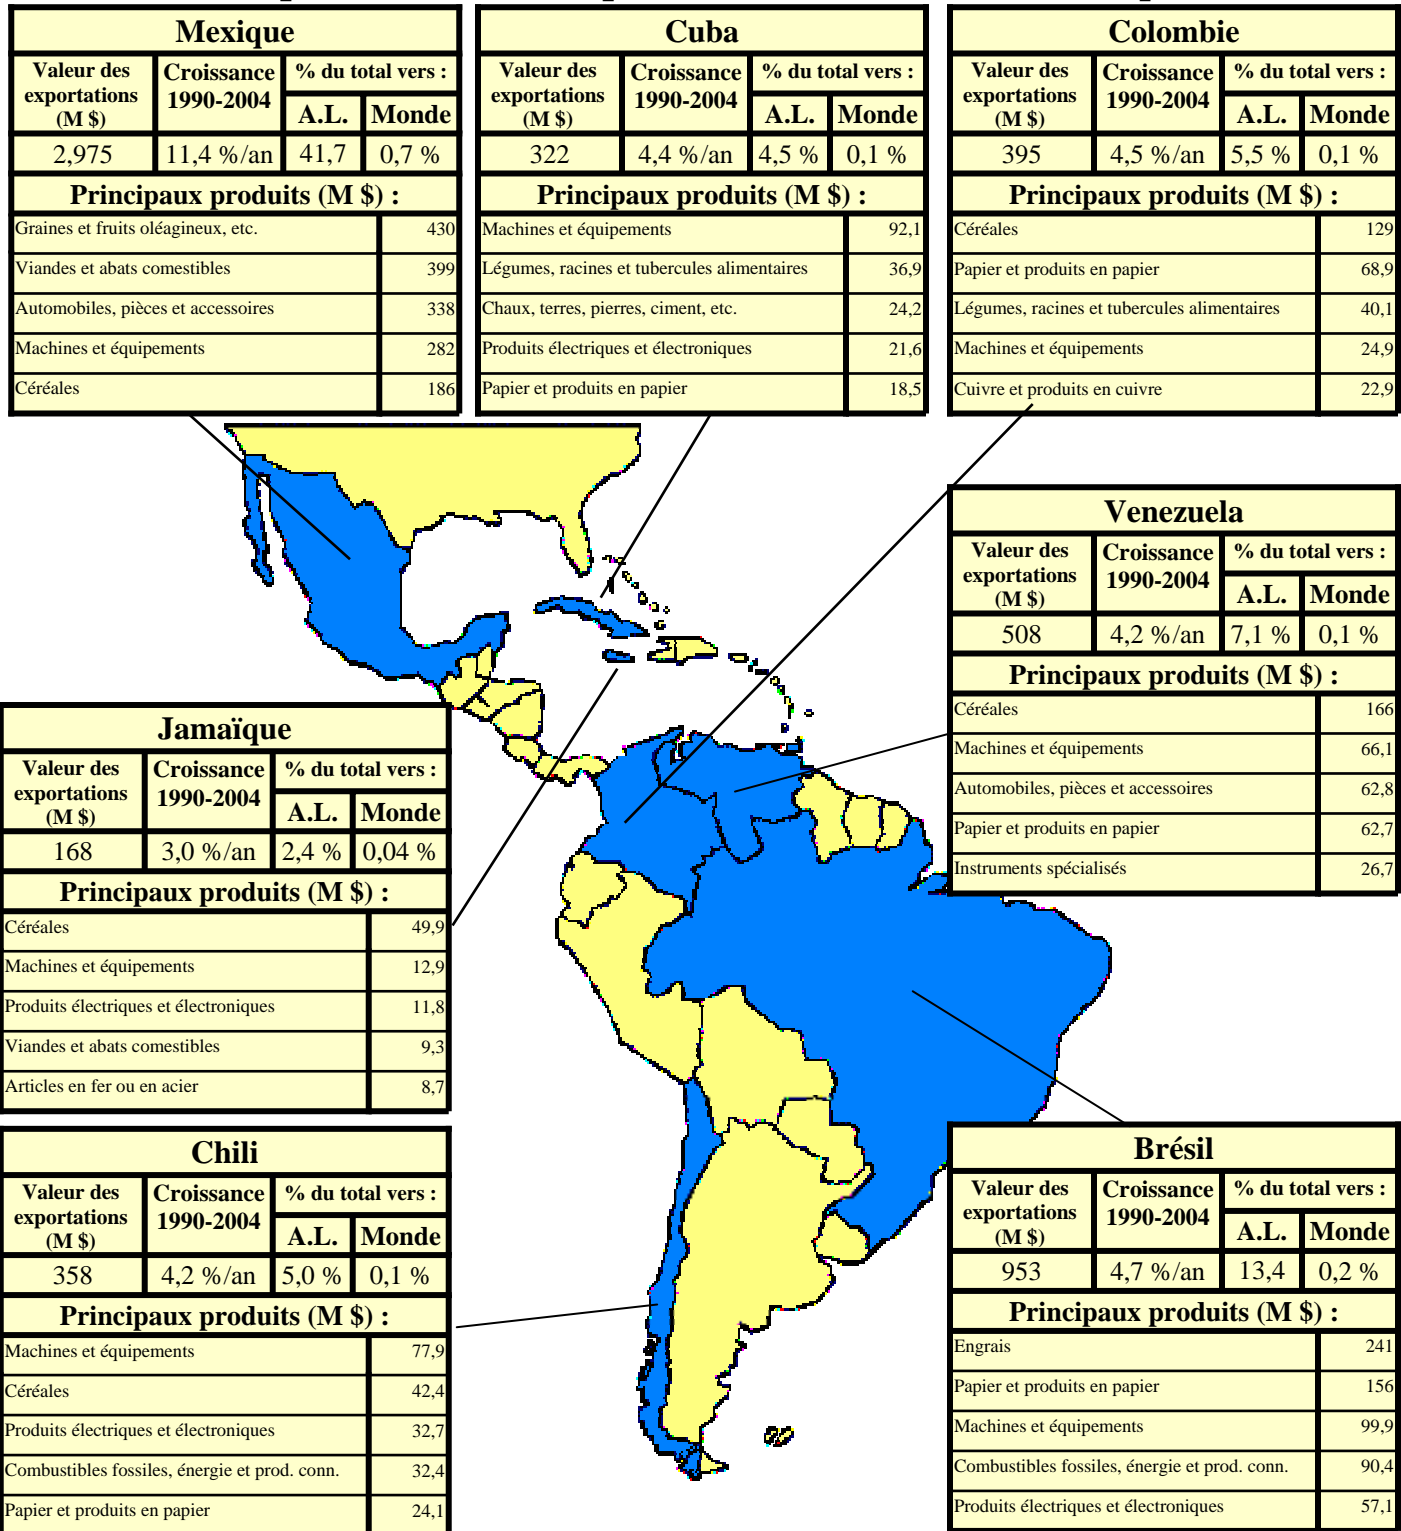 Mexique
Valeur des exportations (M $)
Croissance 1990-2004
% du total vers :
A.L.
Monde
2,975
11,4 %/an
41,7
0,7 %
Principaux produits (M $) :
Graines et fruits oléagineux, etc. 430
Viandes et abats comestibles 399
Automobiles, pièces et accessoires 338
Machines et équipements 282
Céréales 186
Cuba
Valeur des exportations (M $)
Croissance 1990-2004
% du total vers :
A.L.
Monde
322
4,4 %/an
4,5 %
0,1 %
Principaux produits (M $) :
Machines et équipements 92,1
Légumes, racines et tubercules alimentaires 36,9
Chaux, terres, pierres, ciment, etc. 24,2
Produits électriques et électroniques 21,6
Papier et produits en papier 18,5
Colombie
Valeur des exportations (M $)
Croissance 1990-2004
% du total vers :
A.L.
Monde
395
4,5 %/an
5,5 %
0,1 %
Principaux produits (M $) :
Céréales 129
Papier et produits en papier 68,9
Légumes, racines et tubercules alimentaires 40,1
Machines et équipements 24,9
Cuivre et produits en cuivre 22,9
Venezuela
Valeur des exportations (M $)
Croissance 1990-2004
% du total vers :
A.L.
Monde
508
4,2 %/an
7,1 %
0,1 %
Principaux produits (M $) :
Céréales 166
Machines et équipements 66,1
Automobiles, pièces et accessoires 62,8
Papier et produits en papier 62,7
Instruments spécialisés 26,7
Jamaïque
Valeur des exportations (M $)
Croissance 1990-2004
% du total vers :
A.L.
Monde
168
3,0 %/an
2,4 %
0,04 %
Principaux produits (M $) :
Céréales 49,9
Machines et équipements 12,9
Produits électriques et électroniques 11,8
Viandes et abats comestibles 9,3
Articles en fer ou en acier 8,7
Chili
Valeur des exportations (M $)
Croissance 1990-2004
% du total vers :
A.L.
Monde
358
4,2 %/an
5,0 %
0,1 %
Principaux produits (M $) :
Machines et équipements 77,9
Céréales 42,4
Produits électriques et électroniques 32,7
Combustibles fossiles, énergie et prod. conn. 32,4
Papier et produits en papier 24,1
Brésil
Valeur des exportations (M $)
Croissance 1990-2004
% du total vers :
A.L.
Monde
953
4,7 %/an
13,4
0,2 %
Principaux produits (M $) :
Engrais 241
Papier et produits en papier 156
Machines et équipements 99,9
Combustibles fossiles, énergie et prod. conn. 90,4
Produits électriques et électroniques 57,1